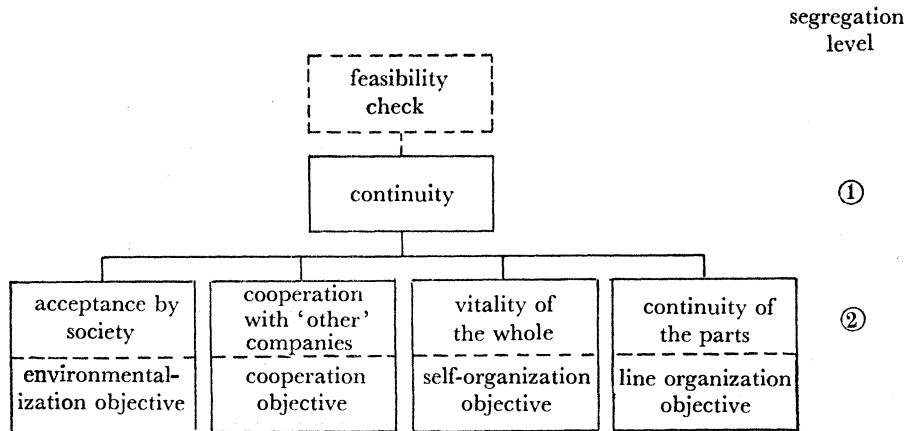 segregation
level
feasibility
check
continuity
①
acceptance by
society
environmental-
ization objective
cooperation
with ‘other’
companies
cooperation
objective
vitality of
the whole
self-organization
objective
continuity of
the parts
line organization
objective
②